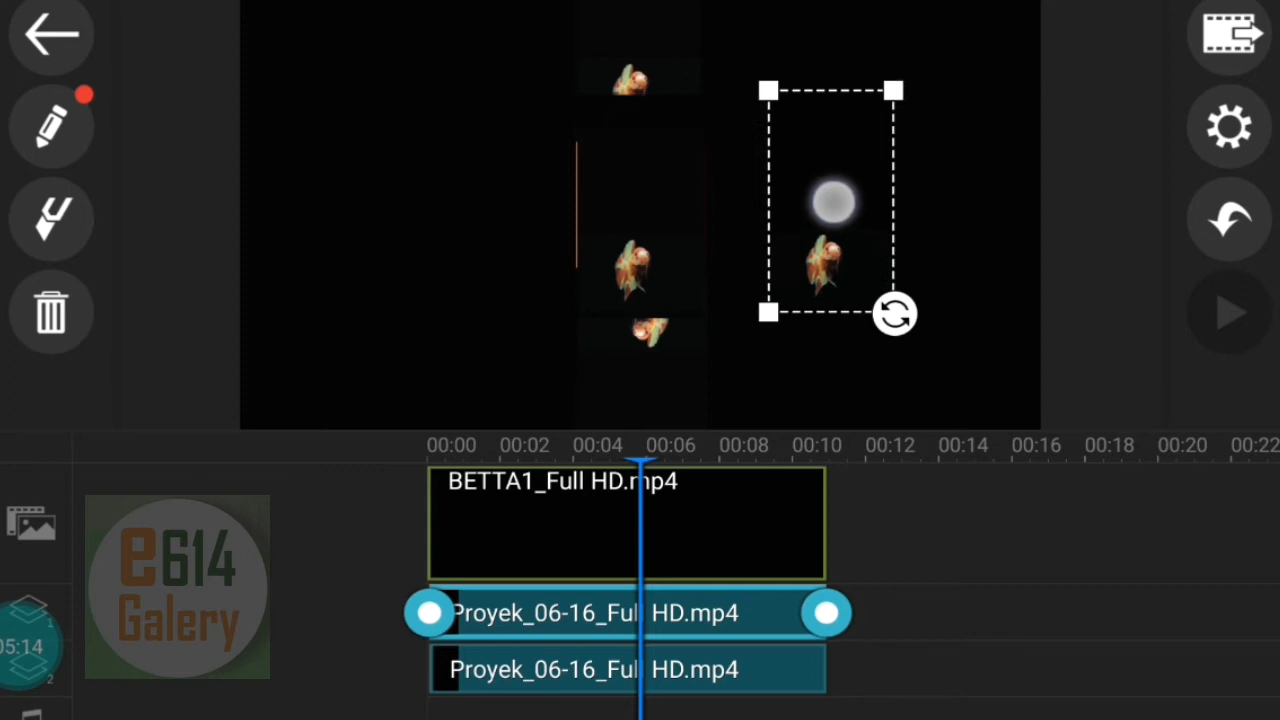 00:00 00:02 00:04 00:06 00:08 00:10 00:12 00:14 00:16 00:18 00:20 00:22
BETTA1_Full HD.mp4
e614
Galery
Proyek_06-16_Full HD.mp4
1
05:14
Proyek_06-16_Full HD.mp4
2